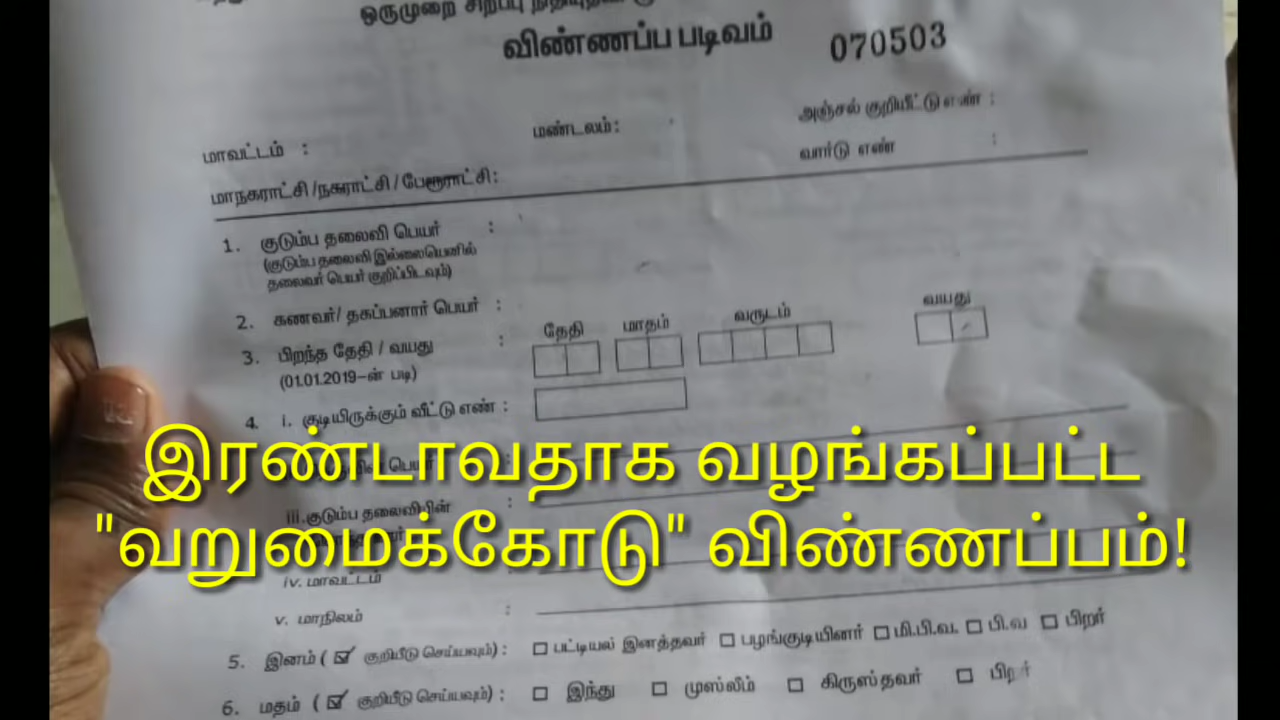 ஒருமுறை சிறப்பு
விண்ணப்ப படிவம் 070503
மாவட்டம் : மண்டலம்: அஞ்சல் குறியீட்டு எண் :
மாநகராட்சி/நகராட்சி/பேரூராட்சி: வார்டு எண் :
1. குடும்ப தலைவி பெயர் :
(குடும்ப தலைவி இல்லையெனில்
தலைவர் பெயர் குறிப்பிடவும்)
2. கணவர்/ தகப்பனார் பெயர் :
3. பிறந்த தேதி / வயது : தேதி மாதம் வருடம் வயது
(01.01.2019-ன் படி)
4. i. குடியிருக்கும் வீட்டு எண் :
இரண்டாவதாக வழங்கப்பட்ட
iii.குடும்ப தலைவியின் :
"வறுமைக்கோடு" விண்ணப்பம்!
iv. மாவட்டம்
v. மாநிலம் :
5. இனம் ( ☑ குறியீடு செய்யவும்) : ☐ பட்டியல் இனத்தவர் ☐ பழங்குடியினர் ☐ மி.பி.வ. ☐ பி.வ ☐ பிறர்
6. மதம் ( ☑ குறியீடு செய்யவும்) : ☐ இந்து ☐ முஸ்லீம் ☐ கிருஸ்தவர் ☐ பிறர்